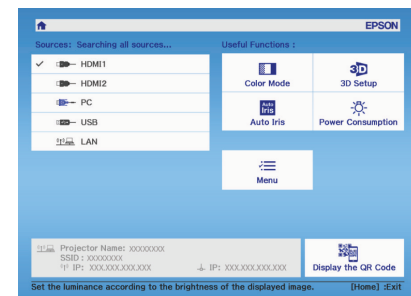 EPSON
Sources: Searching all sources...
Useful Functions :
HDMI1
HDMI2
PC
USB
LAN
Color Mode
3D
3D Setup
Auto
Iris
Auto Iris
Power Consumption
Menu
Projector Name: XXXXXXXX
SSID : XXXXXXXX
IP: XXX.XXX.XXX.XXX
IP: XXX.XXX.XXX.XXX
Display the QR Code
Set the luminance according to the brightness of the displayed image.
[Home] :Exit